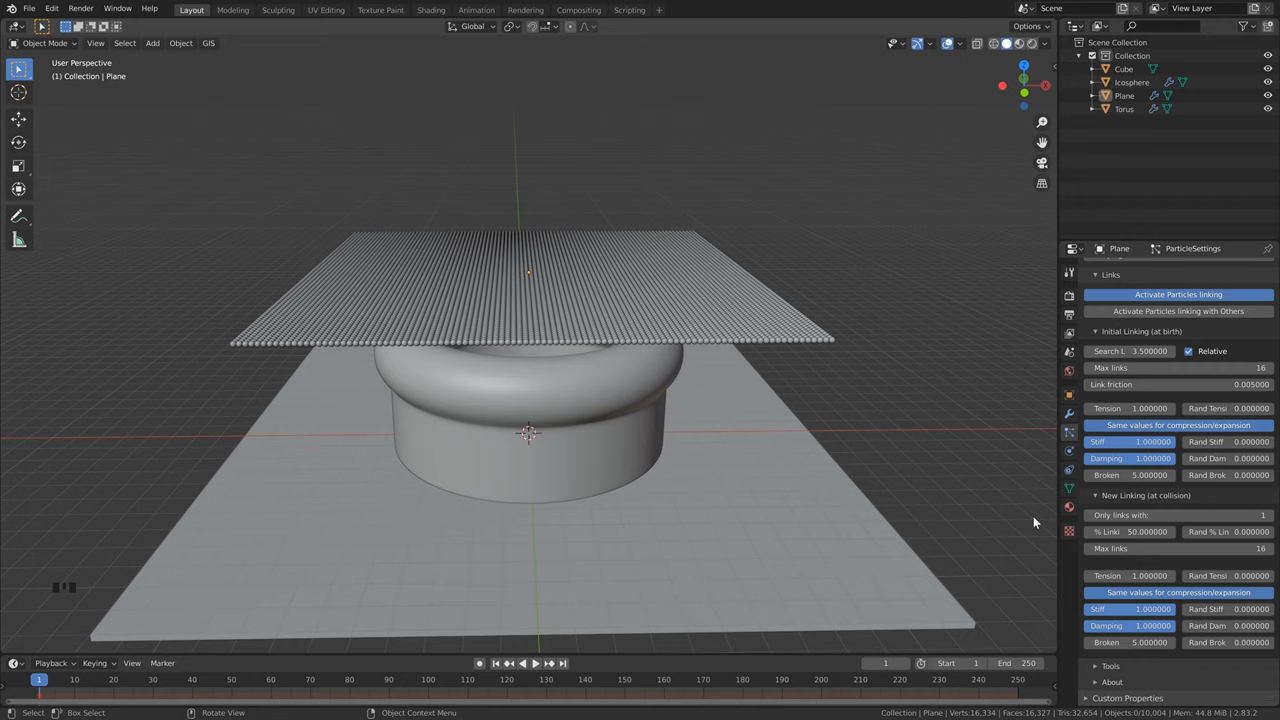 File Edit Render Window Help Layout Modeling Sculpting UV Editing Texture Paint Shading Animation Rendering Compositing Scripting + Scene View Layer
Global Options
Object Mode View Select Add Object GIS
User Perspective
(1) Collection | Plane
Z
X
Scene Collection
Collection
Cube
Icosphere
Plane
Torus
Plane ParticleSettings
Links
Activate Particles linking
Activate Particles linking with Others
Initial Linking (at birth)
Search L 3.500000 Relative
Max links 16
Link friction 0.005000
Tension 1.000000 Rand Tensi 0.000000
Same values for compression/expansion
Stiff 1.000000 Rand Stiff 0.000000
Damping 1.000000 Rand Dam 0.000000
Broken 5.000000 Rand Brok 0.000000
New Linking (at collision)
Only links with: 1
% Linki 50.000000 Rand % Lin 0.000000
Max links 16
Tension 1.000000 Rand Tensi 0.000000
Same values for compression/expansion
Stiff 1.000000 Rand Stiff 0.000000
Damping 1.000000 Rand Dam 0.000000
Broken 5.000000 Rand Brok 0.000000
Tools
About
Custom Properties
Playback Keying View Marker 1 Start 1 End 250
1 10 20 30 40 50 60 70 80 90 100 110 120 130 140 150 160 170 180 190 200 210 220 230 240 250
Select Box Select Rotate View Object Context Menu Collection | Plane | Verts:16,334 | Faces:16,327 | Tris:32,654 | Objects:0/10,004 | Mem: 44.8 MiB | 2.83.2